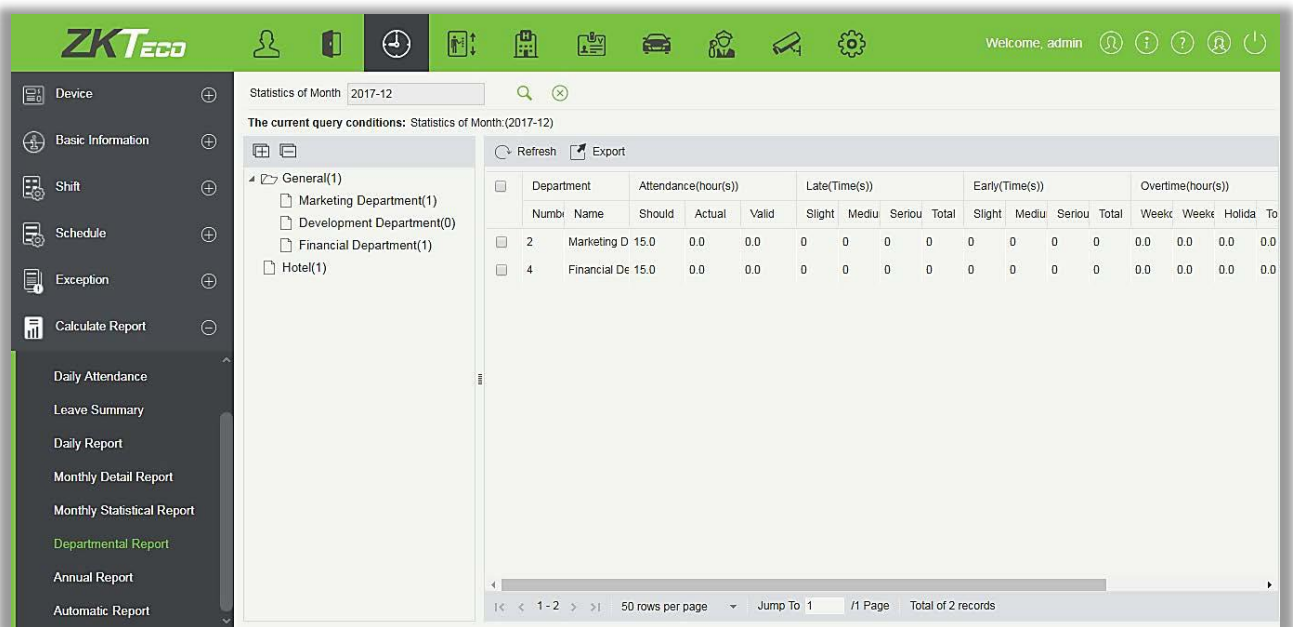 ZKTECO
Welcome, admin
Device
Basic Information
Shift
Schedule
Exception
Calculate Report
Daily Attendance
Leave Summary
Daily Report
Monthly Detail Report
Monthly Statistical Report
Departmental Report
Annual Report
Automatic Report
Statistics of Month 2017-12
The current query conditions: Statistics of Month:(2017-12)
General(1)
Marketing Department(1)
Development Department(0)
Financial Department(1)
Hotel(1)
Refresh Export
Department Attendance(hour(s)) Late(Time(s)) Early(Time(s)) Overtime(hour(s))
Numbe Name Should Actual Valid Slight Mediu Seriou Total Slight Mediu Seriou Total Weekd Weeke Holida To
2 Marketing D 15.0 0.0 0.0 0 0 0 0 0 0 0 0 0.0 0.0 0.0 0.0
4 Financial De 15.0 0.0 0.0 0 0 0 0 0 0 0 0 0.0 0.0 0.0 0.0
1-2 50 rows per page Jump To 1 /1 Page Total of 2 records